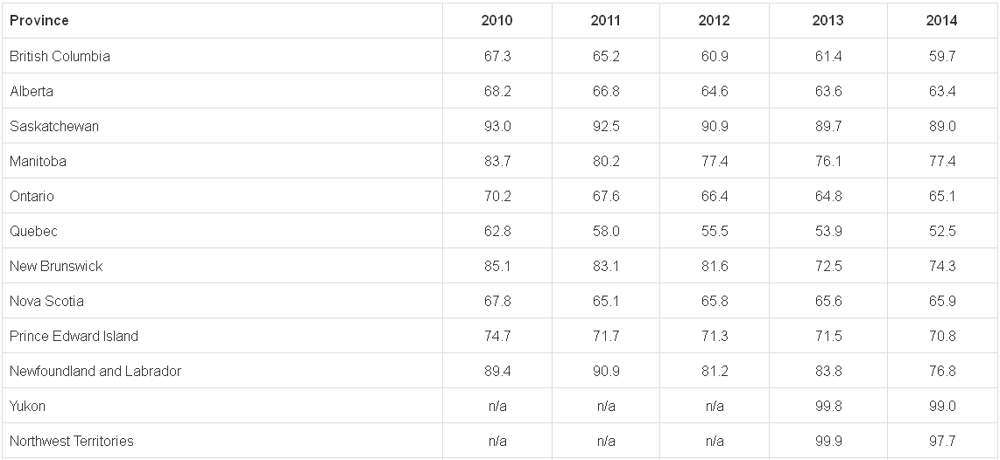 Province 2010 2011 2012 2013 2014
British Columbia 67.3 65.2 60.9 61.4 59.7
Alberta 68.2 66.8 64.6 63.6 63.4
Saskatchewan 93.0 92.5 90.9 89.7 89.0
Manitoba 83.7 80.2 77.4 76.1 77.4
Ontario 70.2 67.6 66.4 64.8 65.1
Quebec 62.8 58.0 55.5 53.9 52.5
New Brunswick 85.1 83.1 81.6 72.5 74.3
Nova Scotia 67.8 65.1 65.8 65.6 65.9
Prince Edward Island 74.7 71.7 71.3 71.5 70.8
Newfoundland and Labrador 89.4 90.9 81.2 83.8 76.8
Yukon n/a n/a n/a 99.8 99.0
Northwest Territories n/a n/a n/a 99.9 97.7